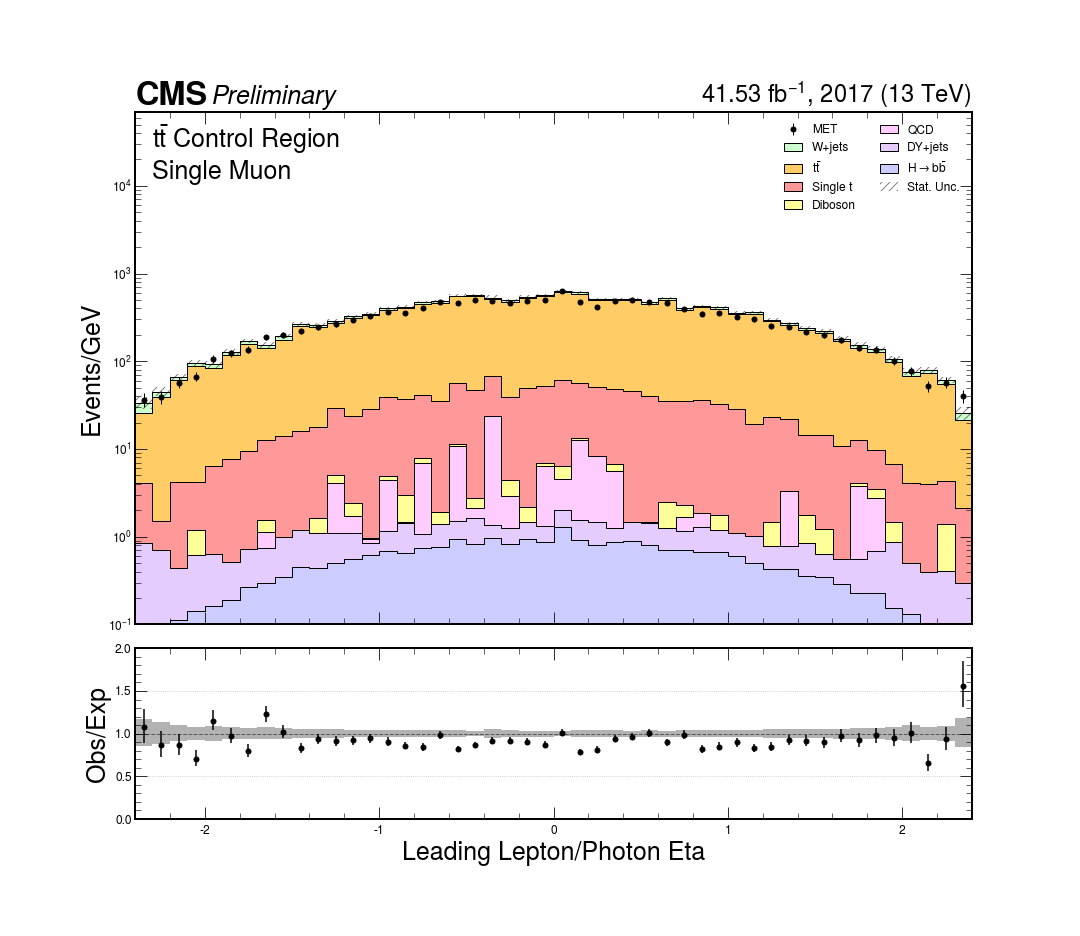 CMS Preliminary 41.53 fb⁻¹, 2017 (13 TeV)
tt̄ Control Region
Single Muon
MET
W+jets
tt̄
Single t
Diboson
QCD
DY+jets
H→bb̄
Stat. Unc.
Events/GeV
10⁴
10³
10²
10¹
10⁰
10⁻¹
Obs/Exp
2.0
1.5
1.0
0.5
0.0
-2 -1 0 1 2
Leading Lepton/Photon Eta